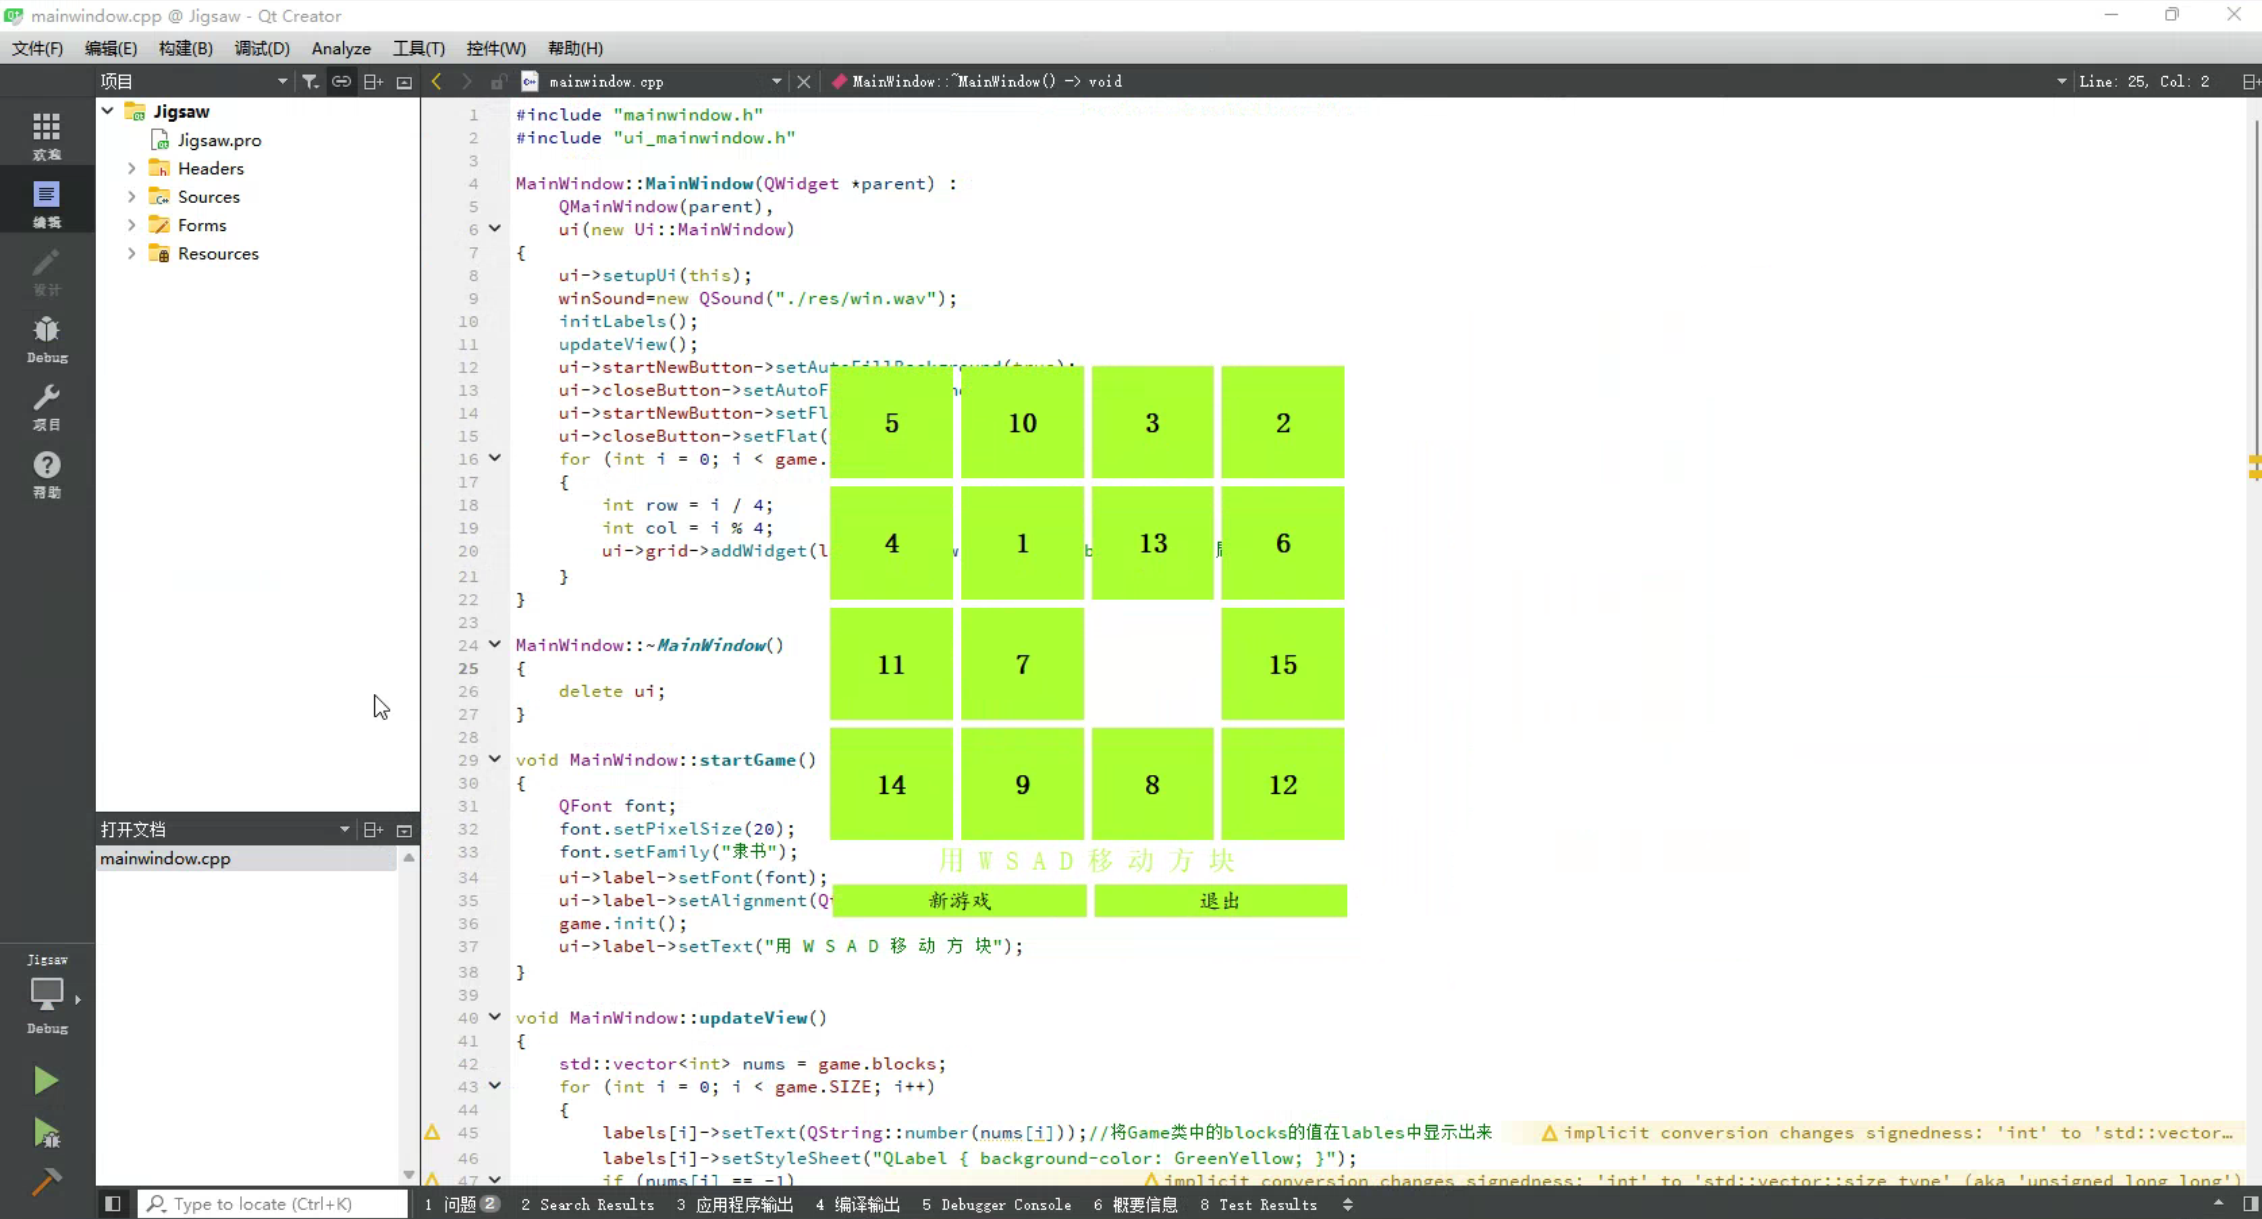 mainwindow.cpp @ Jigsaw - Qt Creator
文件(F) 编辑(E) 构建(B) 调试(D) Analyze 工具(T) 控件(W) 帮助(H)
项目
mainwindow.cpp
MainWindow::~MainWindow() -> void
Line: 25, Col: 2
欢迎
编辑
设计
Debug
项目
帮助
Jigsaw
Debug
Jigsaw
Jigsaw.pro
Headers
Sources
Forms
Resources
打开文档
mainwindow.cpp
1 #include "mainwindow.h"
2 #include "ui_mainwindow.h"
3
4 MainWindow::MainWindow(QWidget *parent) :
5 QMainWindow(parent),
6 ui(new Ui::MainWindow)
7 {
8 ui->setupUi(this);
9 winSound=new QSound("./res/win.wav");
10 initLabels();
11 updateView();
12 ui->startNewButton->setAutoFillBackground(true);
13 ui->closeButton->setAutoF
14 ui->startNewButton->setFl
15 ui->closeButton->setFlat(
16 for (int i = 0; i < game.
17 {
18 int row = i / 4;
19 int col = i % 4;
20 ui->grid->addWidget(l
21 }
22 }
23
24 MainWindow::~MainWindow()
25 {
26 delete ui;
27 }
28
29 void MainWindow::startGame()
30 {
31 QFont font;
32 font.setPixelSize(20);
33 font.setFamily("隶书");
34 ui->label->setFont(font);
35 ui->label->setAlignment(Q
36 game.init();
37 ui->label->setText("用 W S A D 移 动 方 块");
38 }
39
40 void MainWindow::updateView()
41 {
42 std::vector<int> nums = game.blocks;
43 for (int i = 0; i < game.SIZE; i++)
44 {
45 labels[i]->setText(QString::number(nums[i]));//将Game类中的blocks的值在lables中显示出来 implicit conversion changes signedness: 'int' to 'std::vector…
46 labels[i]->setStyleSheet("QLabel { background-color: GreenYellow; }");
47 if (nums[i] == -1) implicit conversion changes signedness: 'int' to 'std::vector::size_type' (aka 'unsigned long long')
5 10 3 2
4 1 13 6
11 7 15
14 9 8 12
用 W S A D 移 动 方 块
新游戏 退出
Type to locate (Ctrl+K)
1 问题 2 2 Search Results 3 应用程序输出 4 编译输出 5 Debugger Console 6 概要信息 8 Test Results